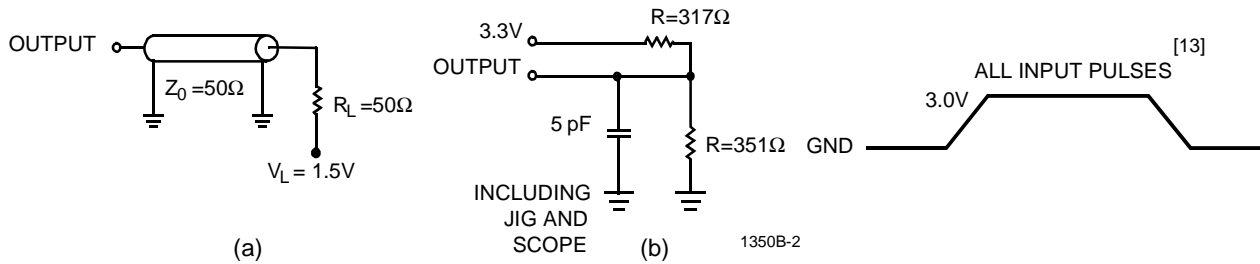 OUTPUT
Z0 =50Ω
RL =50Ω
VL = 1.5V
(a)
R=317Ω
3.3V
OUTPUT
5 pF
R=351Ω
INCLUDING
JIG AND
SCOPE
(b)
1350B-2
[13]
ALL INPUT PULSES
3.0V
GND